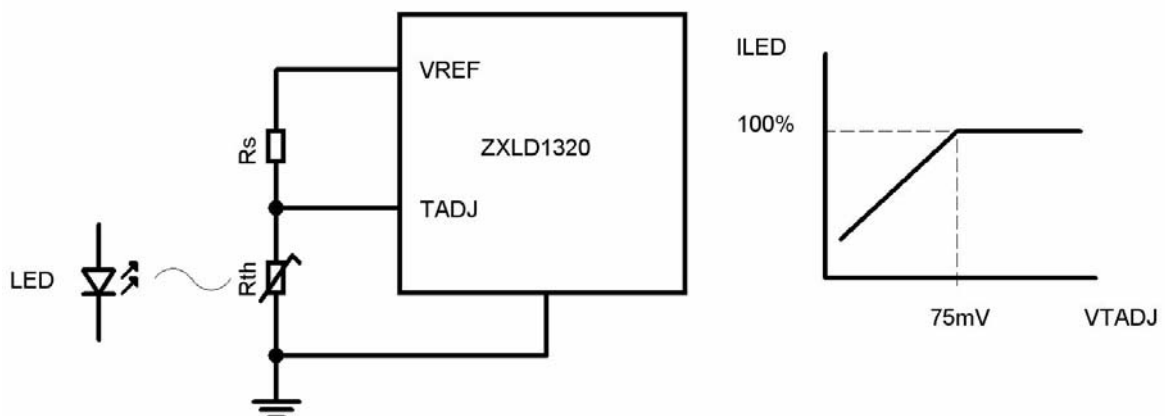 VREF
Rs
ZXLD1320
TADJ
LED
Rth
ILED
100%
75mV
VTADJ